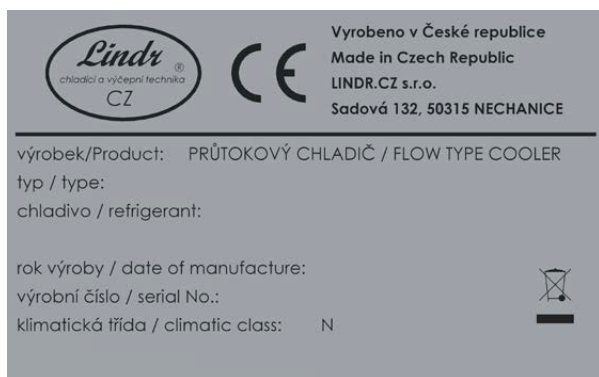 Lindr ®
chladicí a výčepní technika
CZ
CE
Vyrobeno v České republice
Made in Czech Republic
LINDR.CZ s.r.o.
Sadová 132, 50315 NECHANICE
výrobek/Product: PRŮTOKOVÝ CHLADIČ / FLOW TYPE COOLER
typ / type:
chladivo / refrigerant:
rok výroby / date of manufacture:
výrobní číslo / serial No.:
klimatická třída / climatic class: N